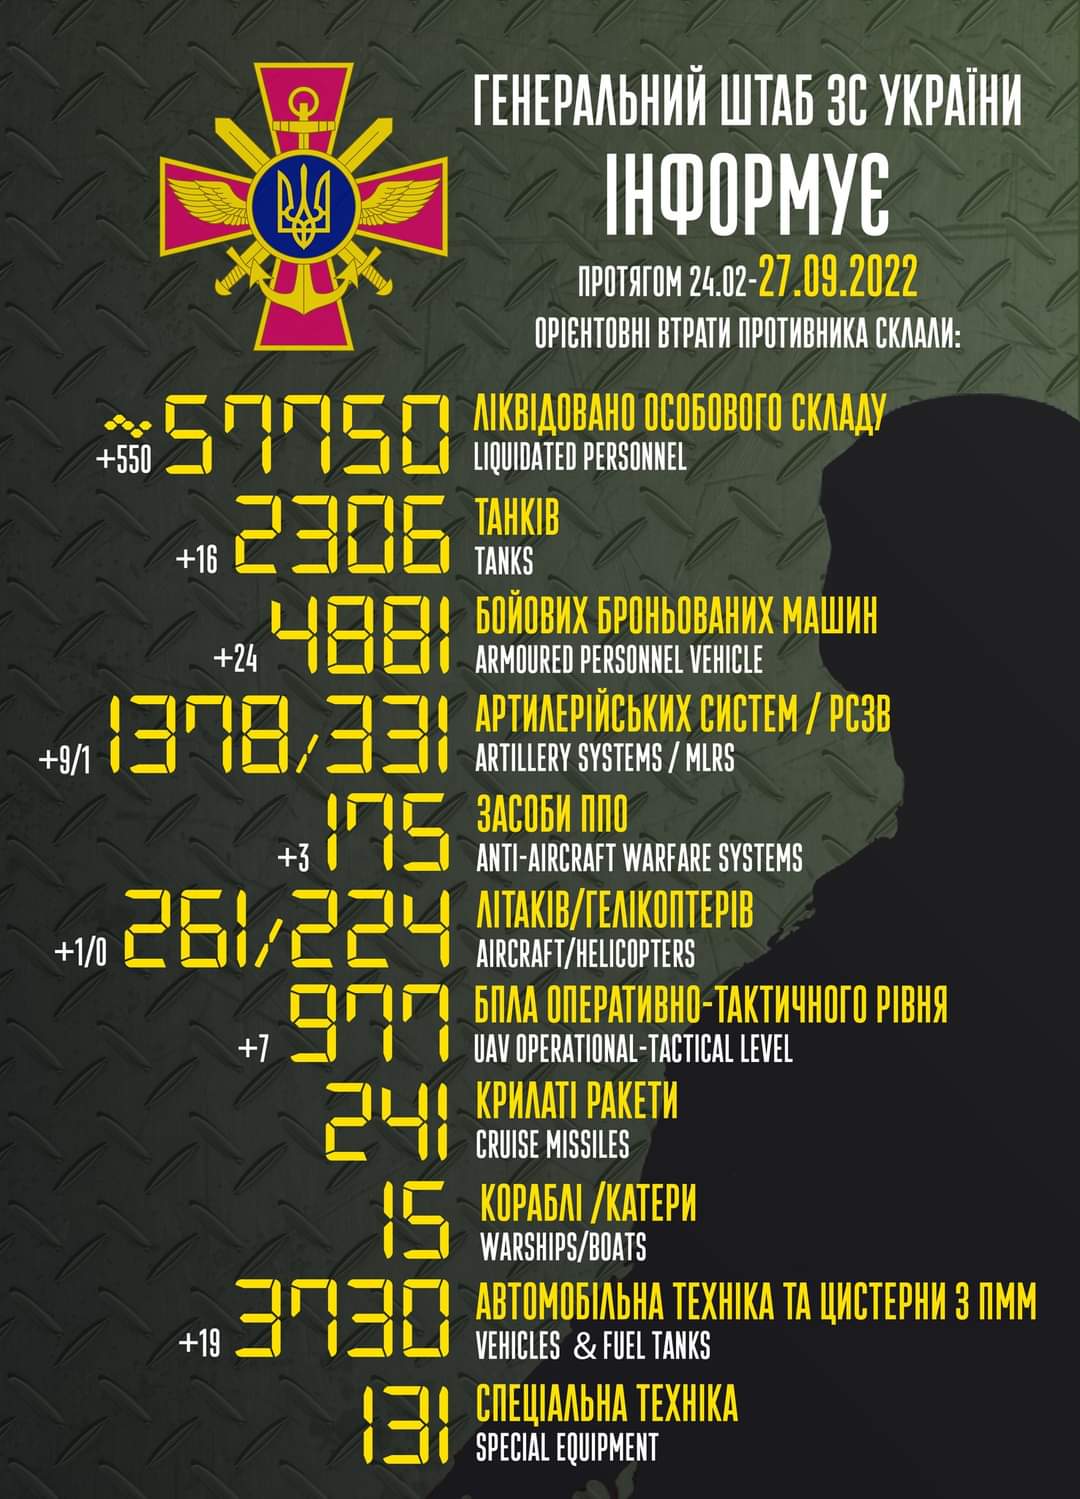 ГЕНЕРАЛЬНИЙ ШТАБ ЗС УКРАЇНИ
ІНФОРМУЄ
ПРОТЯГОМ 24.02-27.09.2022
ОРІЄНТОВНІ ВТРАТИ ПРОТИВНИКА СКЛАЛИ:
~57750 ЛІКВІДОВАНО ОСОБОВОГО СКЛАДУ
+550 LIQUIDATED PERSONNEL
2306 ТАНКІВ
+16 TANKS
4881 БОЙОВИХ БРОНЬОВАНИХ МАШИН
+24 ARMOURED PERSONNEL VEHICLE
1378/331 АРТИЛЕРІЙСЬКИХ СИСТЕМ / РСЗВ
+9/1 ARTILLERY SYSTEMS / MLRS
175 ЗАСОБИ ППО
+3 ANTI-AIRCRAFT WARFARE SYSTEMS
261/224 ЛІТАКІВ/ГЕЛІКОПТЕРІВ
+1/0 AIRCRAFT/HELICOPTERS
977 БПЛА ОПЕРАТИВНО-ТАКТИЧНОГО РІВНЯ
+7 UAV OPERATIONAL-TACTICAL LEVEL
241 КРИЛАТІ РАКЕТИ
CRUISE MISSILES
15 КОРАБЛІ /КАТЕРИ
WARSHIPS/BOATS
3730 АВТОМОБІЛЬНА ТЕХНІКА ТА ЦИСТЕРНИ З ПММ
+19 VEHICLES & FUEL TANKS
131 СПЕЦІАЛЬНА ТЕХНІКА
SPECIAL EQUIPMENT